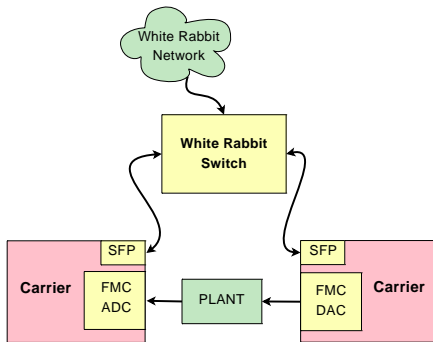 White Rabbit
Network
White Rabbit
Switch
SFP
SFP
Carrier
FMC
ADC
PLANT
FMC
DAC
Carrier